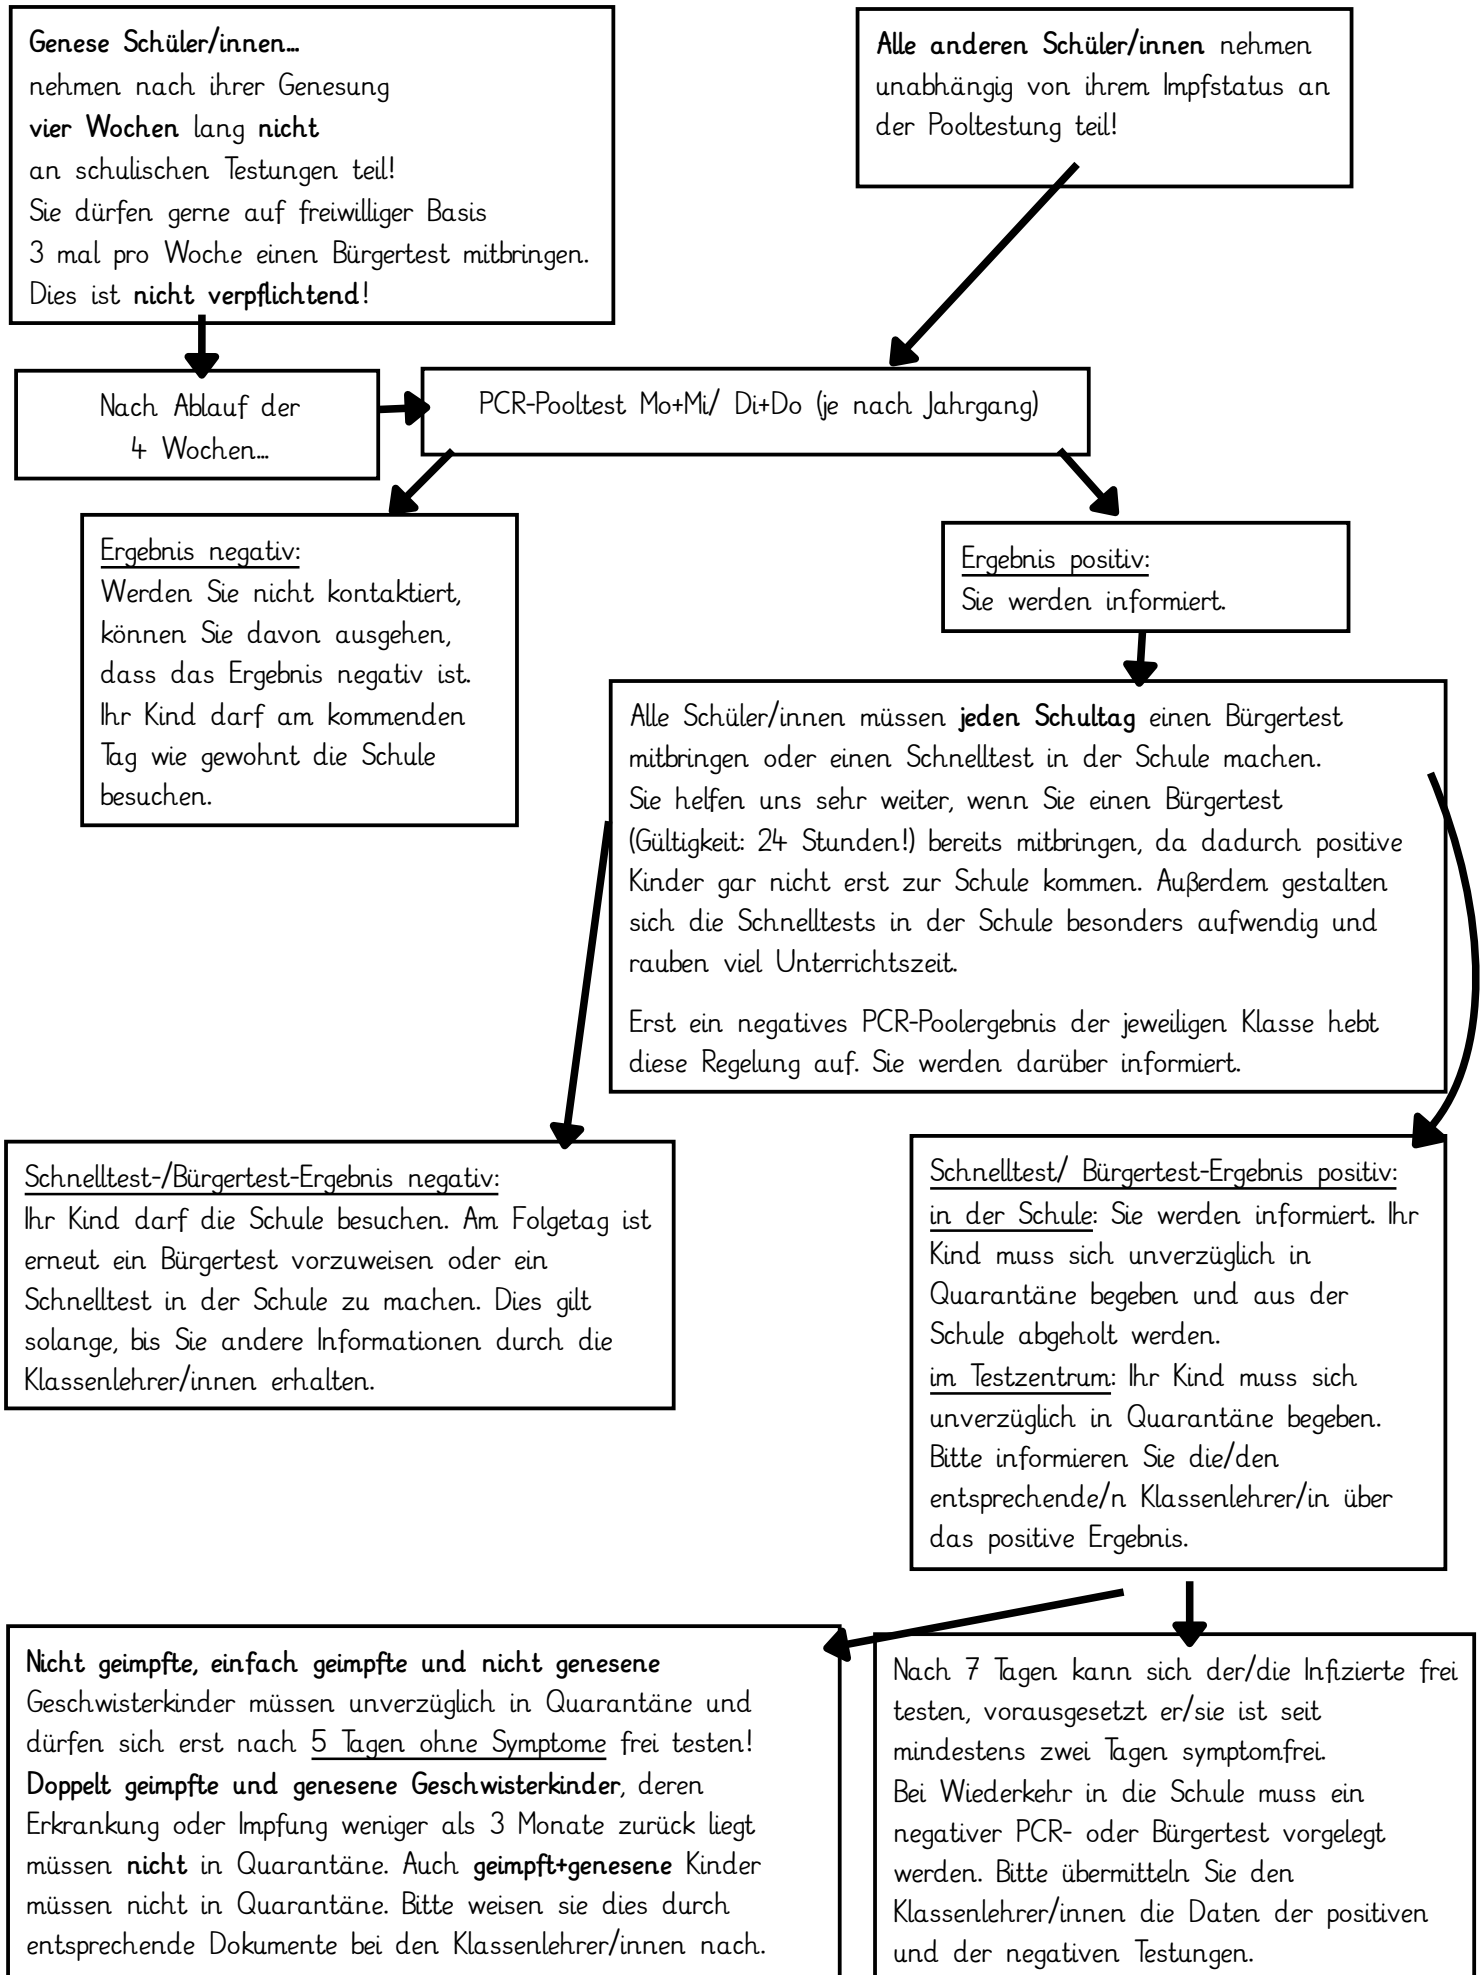 Genese Schüler/innen...
nehmen nach ihrer Genesung
vier Wochen lang nicht
an schulischen Testungen teil!
Sie dürfen gerne auf freiwilliger Basis
3 mal pro Woche einen Bürgertest mitbringen.
Dies ist nicht verpflichtend!
Alle anderen Schüler/innen nehmen
unabhängig von ihrem Impfstatus an
der Pooltestung teil!
Nach Ablauf der
4 Wochen...
PCR-Pooltest Mo+Mi/ Di+Do (je nach Jahrgang)
Ergebnis negativ:
Werden Sie nicht kontaktiert,
können Sie davon ausgehen,
dass das Ergebnis negativ ist.
Ihr Kind darf am kommenden
Tag wie gewohnt die Schule
besuchen.
Ergebnis positiv:
Sie werden informiert.
Alle Schüler/innen müssen jeden Schultag einen Bürgertest
mitbringen oder einen Schnelltest in der Schule machen.
Sie helfen uns sehr weiter, wenn Sie einen Bürgertest
(Gültigkeit: 24 Stunden!) bereits mitbringen, da dadurch positive
Kinder gar nicht erst zur Schule kommen. Außerdem gestalten
sich die Schnelltests in der Schule besonders aufwendig und
rauben viel Unterrichtszeit.
Erst ein negatives PCR-Poolergebnis der jeweiligen Klasse hebt
diese Regelung auf. Sie werden darüber informiert.
Schnelltest-/Bürgertest-Ergebnis negativ:
Ihr Kind darf die Schule besuchen. Am Folgetag ist
erneut ein Bürgertest vorzuweisen oder ein
Schnelltest in der Schule zu machen. Dies gilt
solange, bis Sie andere Informationen durch die
Klassenlehrer/innen erhalten.
Schnelltest/ Bürgertest-Ergebnis positiv:
in der Schule: Sie werden informiert. Ihr
Kind muss sich unverzüglich in
Quarantäne begeben und aus der
Schule abgeholt werden.
im Testzentrum: Ihr Kind muss sich
unverzüglich in Quarantäne begeben.
Bitte informieren Sie die/den
entsprechende/n Klassenlehrer/in über
das positive Ergebnis.
Nicht geimpfte, einfach geimpfte und nicht genesene
Geschwisterkinder müssen unverzüglich in Quarantäne und
dürfen sich erst nach 5 Tagen ohne Symptome frei testen!
Doppelt geimpfte und genesene Geschwisterkinder, deren
Erkrankung oder Impfung weniger als 3 Monate zurück liegt
müssen nicht in Quarantäne. Auch geimpft+genesene Kinder
müssen nicht in Quarantäne. Bitte weisen sie dies durch
entsprechende Dokumente bei den Klassenlehrer/innen nach.
Nach 7 Tagen kann sich der/die Infizierte frei
testen, vorausgesetzt er/sie ist seit
mindestens zwei Tagen symptomfrei.
Bei Wiederkehr in die Schule muss ein
negativer PCR- oder Bürgertest vorgelegt
werden. Bitte übermitteln Sie den
Klassenlehrer/innen die Daten der positiven
und der negativen Testungen.